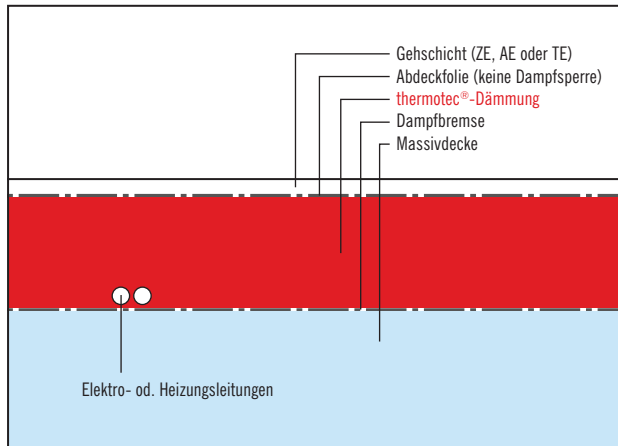 Gehschicht (ZE, AE oder TE)
Abdeckfolie (keine Dampfsperre)
thermotec®-Dämmung
Dampfbremse
Massivdecke
Elektro- od. Heizungsleitungen